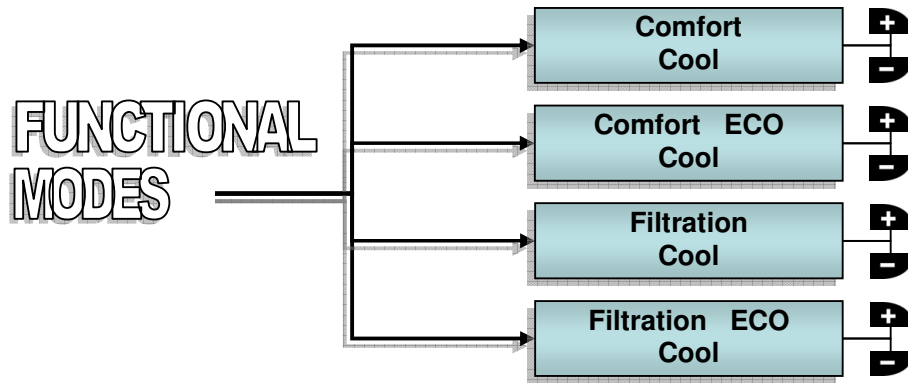 FUNCTIONAL
MODES
Comfort
Cool
+
-
Comfort ECO
Cool
+
-
Filtration
Cool
+
-
Filtration ECO
Cool
+
-